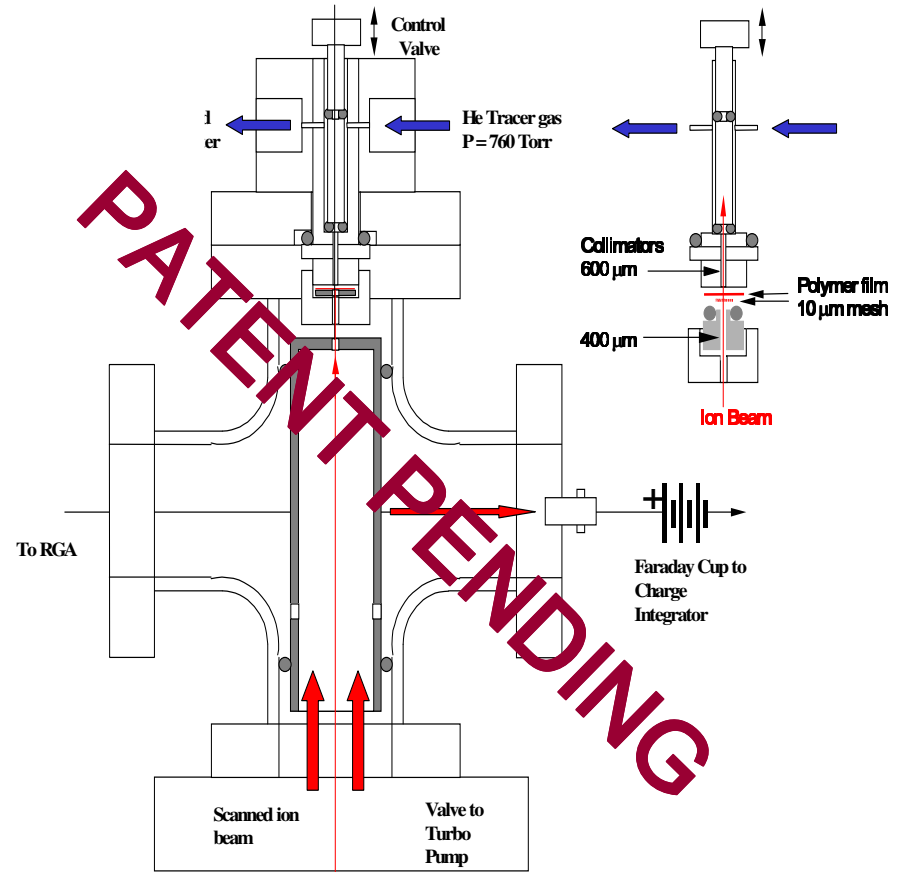 Control
Valve
He Tracer gas
P = 760 Torr
Collimators
600 µm
Polymer film
10 µm mesh
400 µm
Ion Beam
PATENT PENDING
To RGA
+
Faraday Cup to
Charge
Integrator
Scanned ion
beam
Valve to
Turbo
Pump